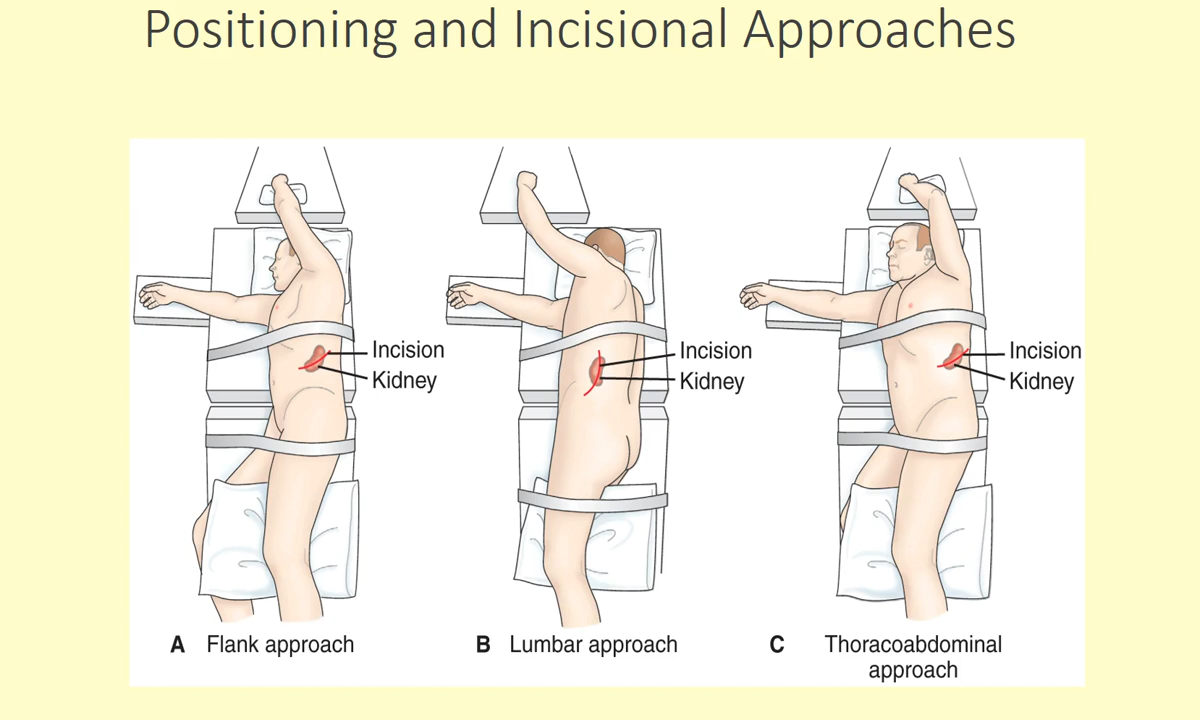 Positioning and Incisional Approaches
Incision
Kidney
Incision
Kidney
Incision
Kidney
A Flank approach
B Lumbar approach
C Thoracoabdominal
approach